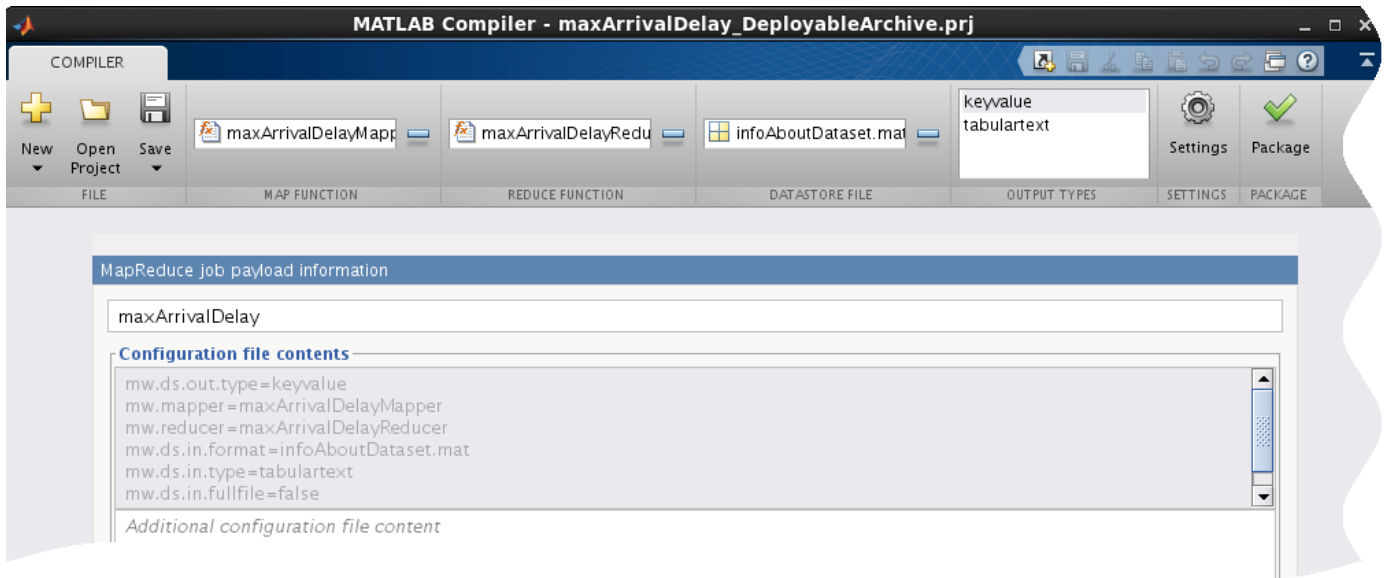 MATLAB Compiler - maxArrivalDelay_DeployableArchive.prj
COMPILER
New
Open Project
Save
FILE
maxArrivalDelayMapp
MAP FUNCTION
maxArrivalDelayRedu
REDUCE FUNCTION
infoAboutDataset.mat
DATASTORE FILE
keyvalue
tabulartext
OUTPUT TYPES
Settings
SETTINGS
Package
PACKAGE
MapReduce job payload information
maxArrivalDelay
Configuration file contents
mw.ds.out.type=keyvalue
mw.mapper=maxArrivalDelayMapper
mw.reducer=maxArrivalDelayReducer
mw.ds.in.format=infoAboutDataset.mat
mw.ds.in.type=tabulartext
mw.ds.in.fullfile=false
Additional configuration file content